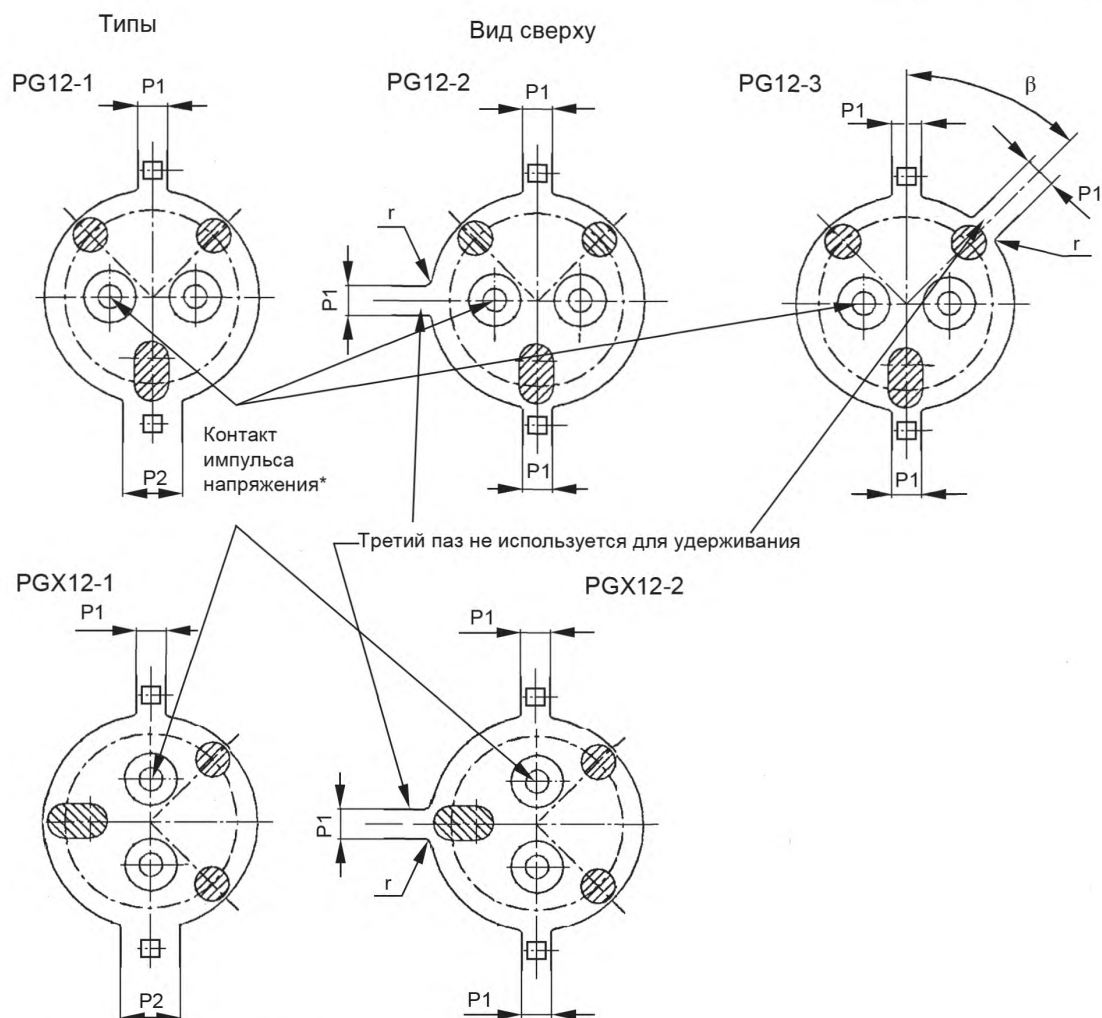 Типы
Вид сверху
PG12-1
P1
PG12-2
P1
PG12-3
P1
β
P1
r
r
P1
Контакт
импульса
напряжения*
P2
P1
P1
Третий паз не используется для удерживания
PGX12-1
PGX12-2
P1
P1
P1
r
P2
P1